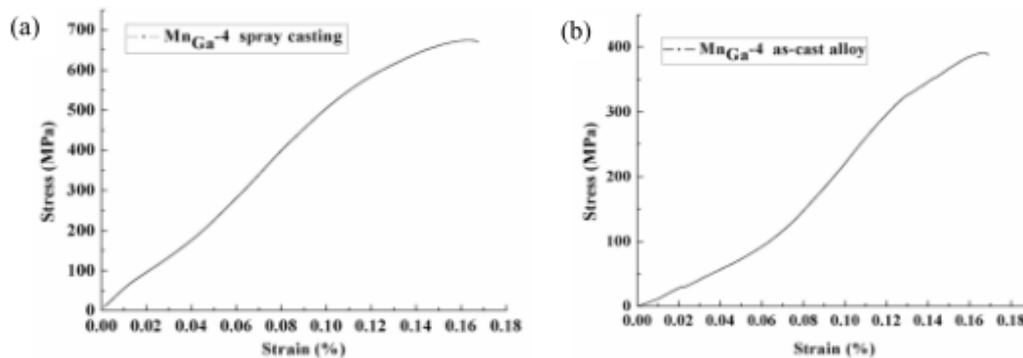 (a)
MnGa-4 spray casting
700
600
500
400
300
200
100
0
Stress (MPa)
0.00 0.02 0.04 0.06 0.08 0.10 0.12 0.14 0.16 0.18
Strain (%)
(b)
MnGa-4 as-cast alloy
400
300
200
100
0
Stress (MPa)
0.00 0.02 0.04 0.06 0.08 0.10 0.12 0.14 0.16 0.18
Strain (%)